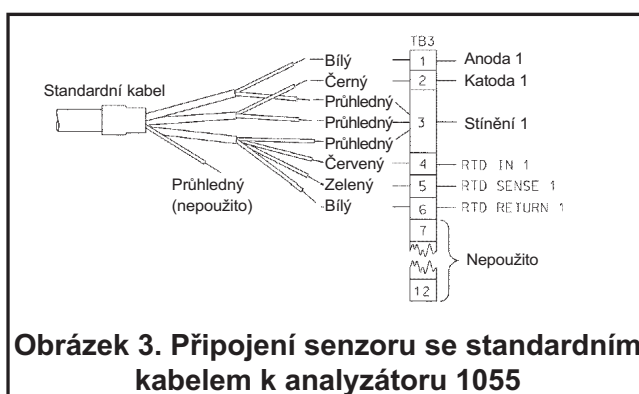 TB3
Standardní kabel
Bílý 1 Anoda 1
Černý 2 Katoda 1
Průhledný
Průhledný 3 Stínění 1
Průhledný
Červený 4 RTD IN 1
Zelený 5 RTD SENSE 1
Bílý 6 RTD RETURN 1
Průhledný
(nepoužito)
7
Nepoužito
12
Obrázek 3. Připojení senzoru se standardním
kabelem k analyzátoru 1055